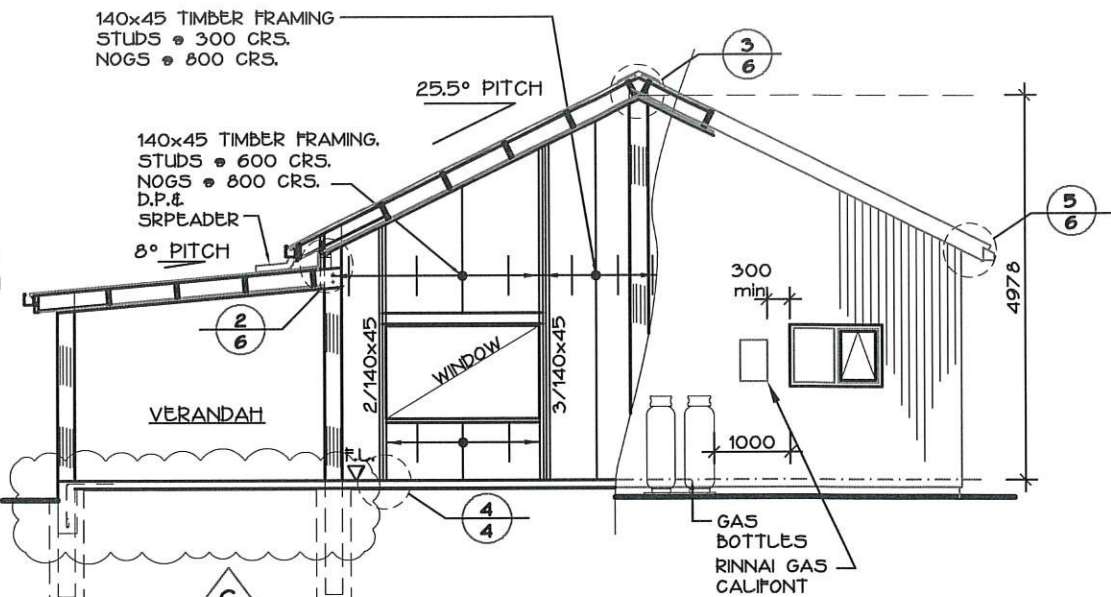 140x45 TIMBER FRAMING
STUDS @ 300 CRS.
NOGS @ 800 CRS.
3
6
25.5° PITCH
140x45 TIMBER FRAMING.
STUDS @ 600 CRS.
NOGS @ 800 CRS.
D.P.&
SRPEADER
8° PITCH
5
6
300
min
4978
2
6
2/140x45
WINDOW
3/140x45
VERANDAH
F.L.
1000
4
4
GAS
BOTTLES
RINNAI GAS
CALIFONT